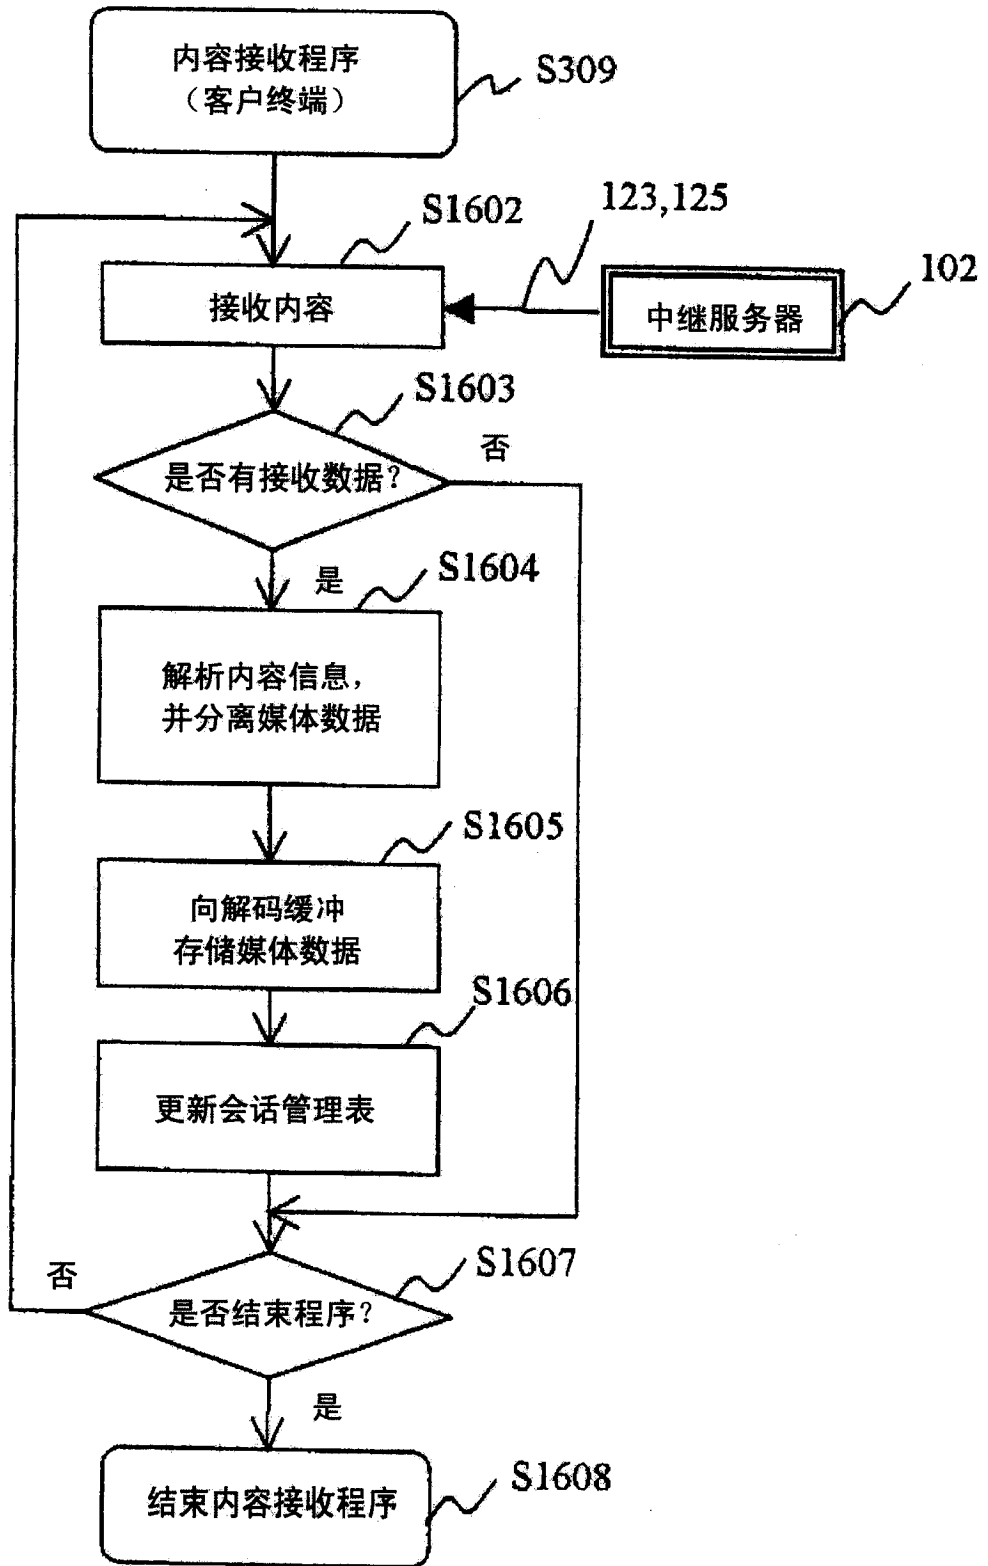 内容接收程序
（客户终端）
S309
S1602
123,125
102
接收内容
中继服务器
S1603
否
是否有接收数据？
是
S1604
解析内容信息，
并分离媒体数据
S1605
向解码缓冲
存储媒体数据
S1606
更新会话管理表
S1607
否
是否结束程序？
是
S1608
结束内容接收程序